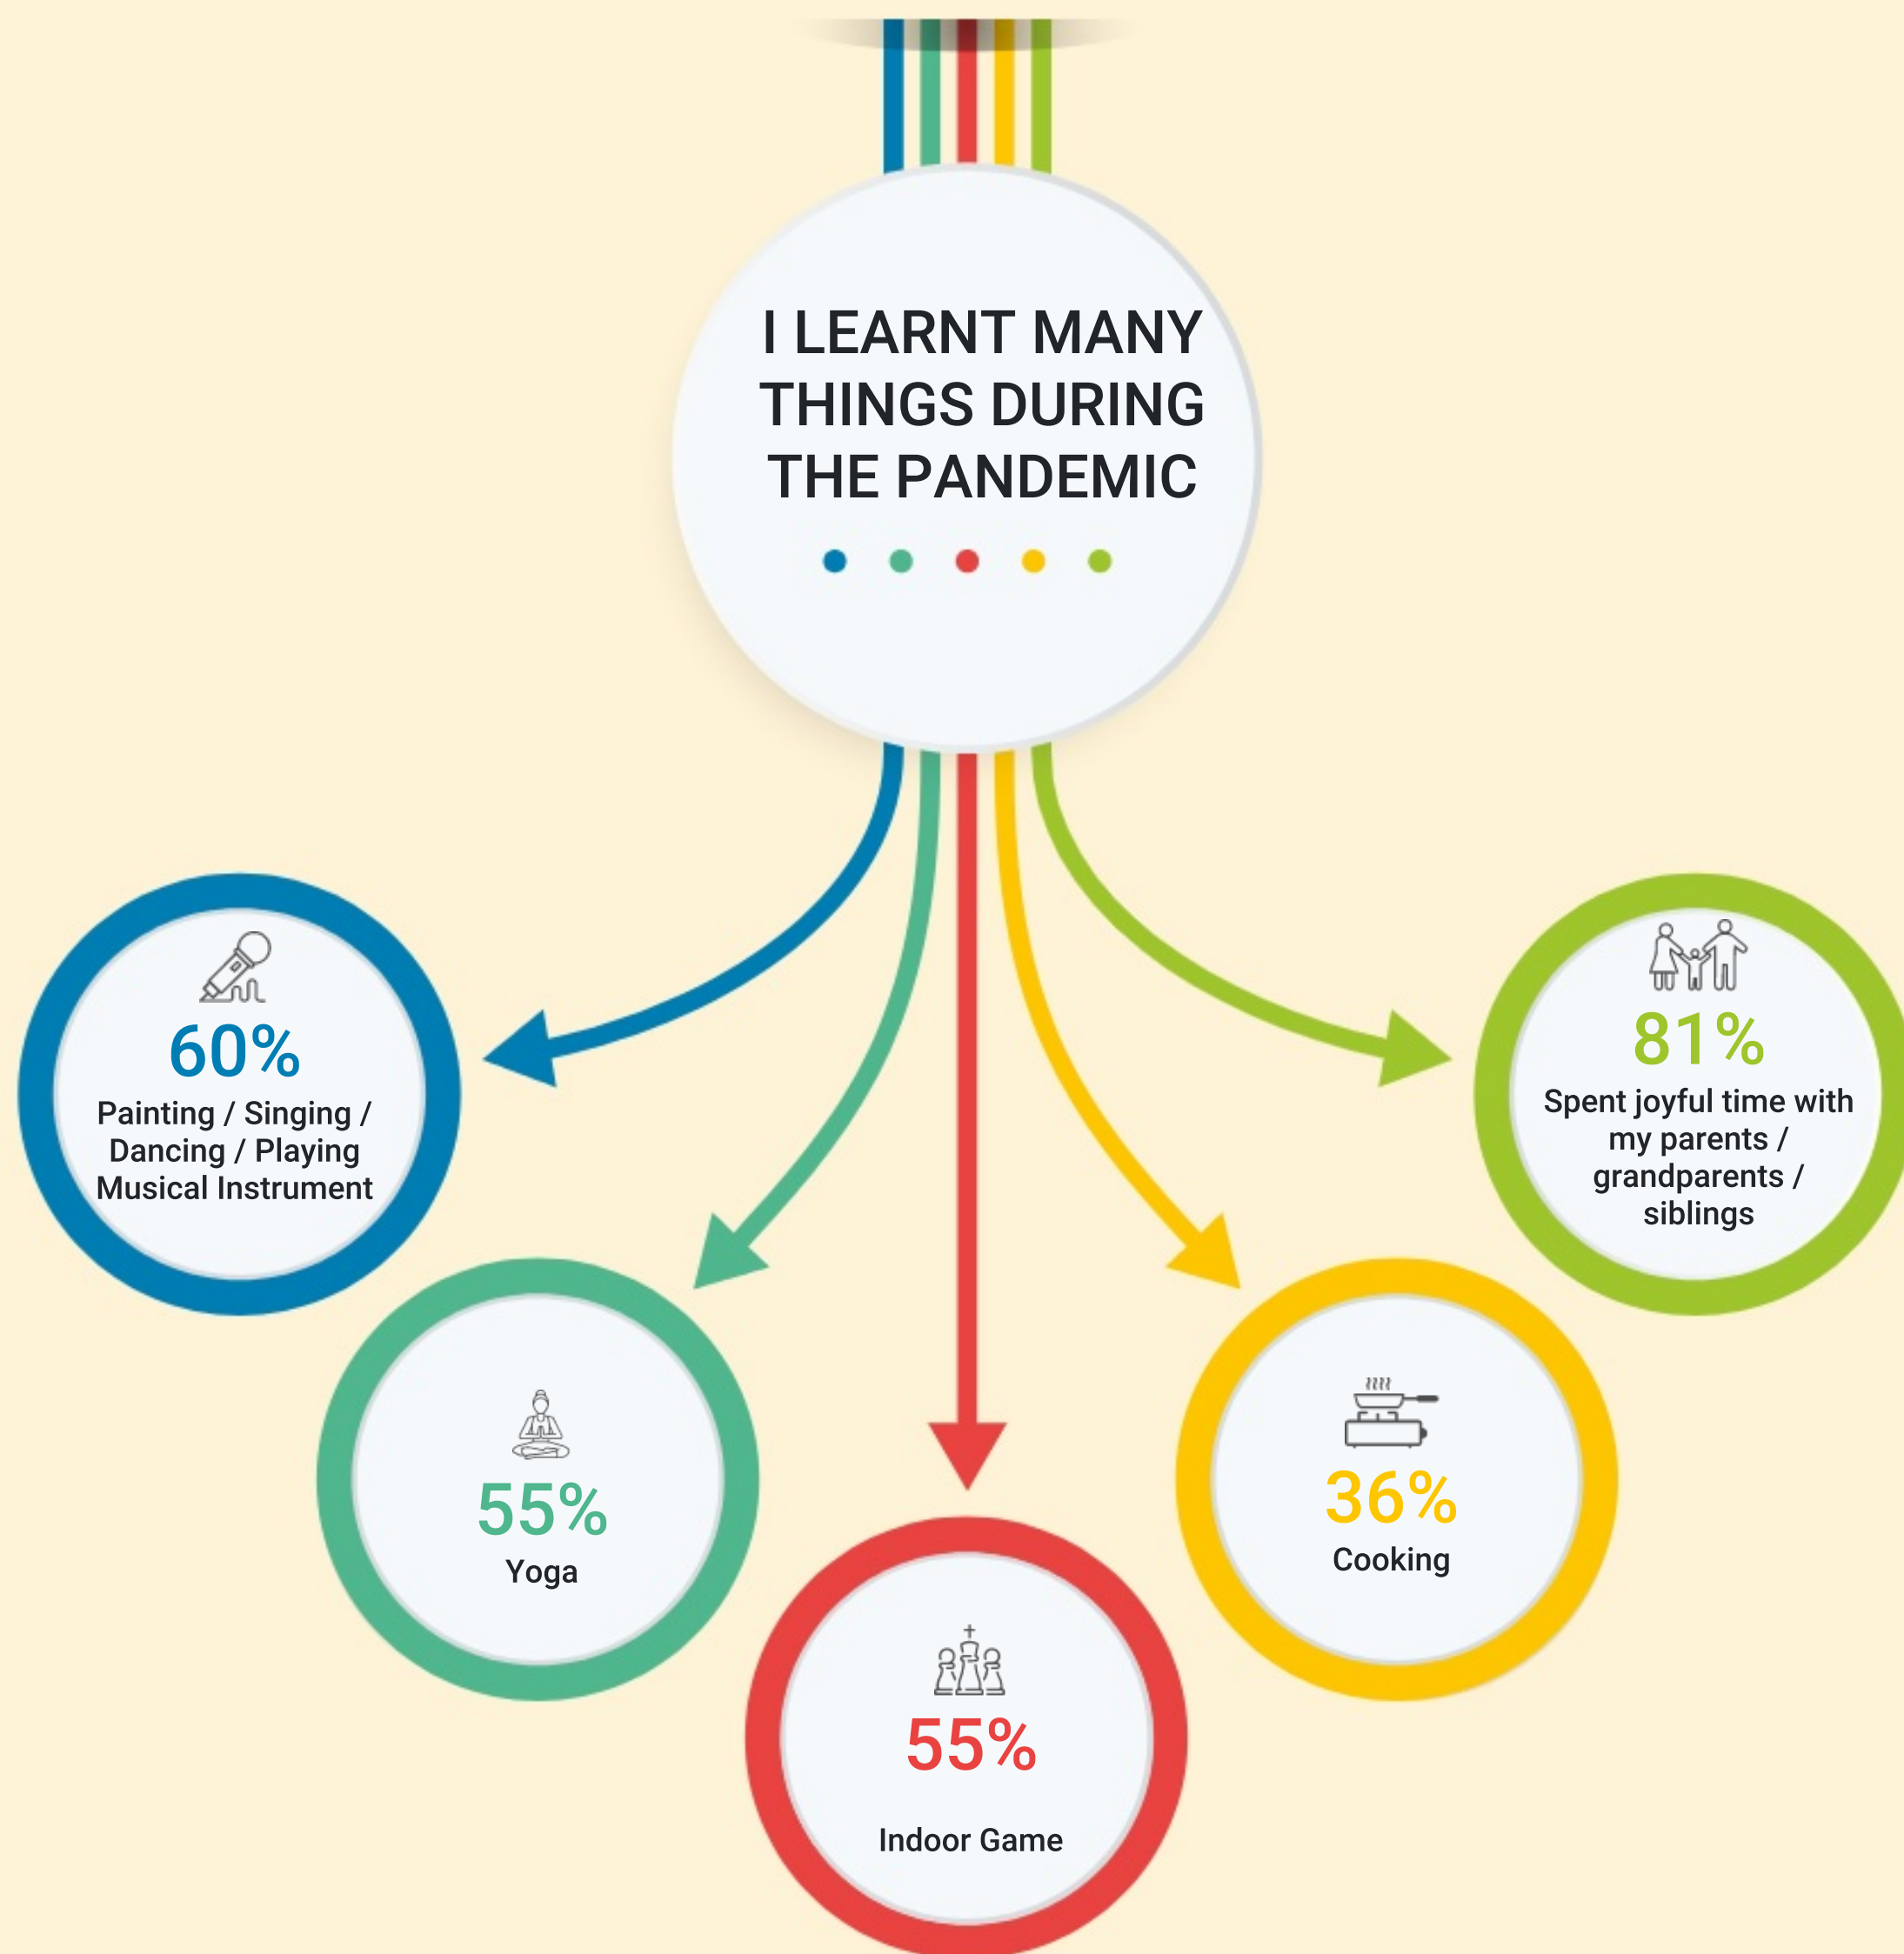 I LEARNT MANY
THINGS DURING
THE PANDEMIC
60%
Painting / Singing /
Dancing / Playing
Musical Instrument
55%
Yoga
55%
Indoor Game
36%
Cooking
81%
Spent joyful time with
my parents /
grandparents /
siblings